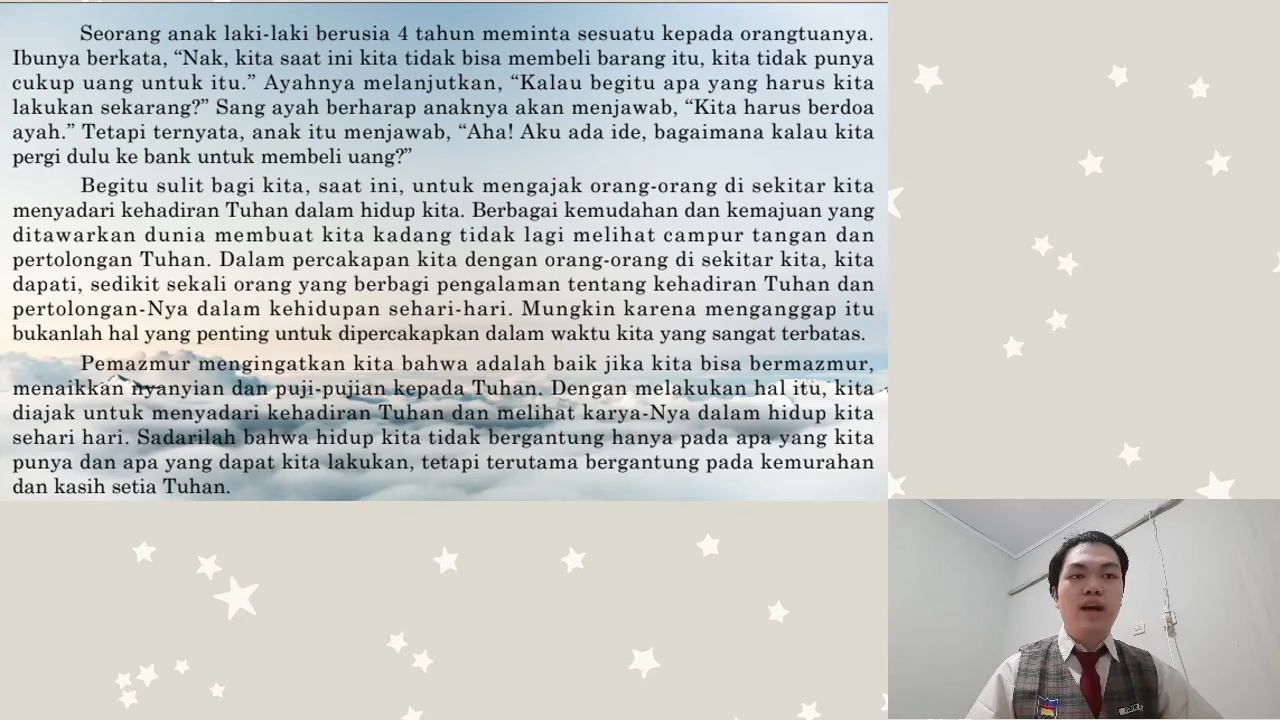 Seorang anak laki-laki berusia 4 tahun meminta sesuatu kepada orangtuanya.
Ibunya berkata, “Nak, kita saat ini kita tidak bisa membeli barang itu, kita tidak punya
cukup uang untuk itu.” Ayahnya melanjutkan, “Kalau begitu apa yang harus kita
lakukan sekarang?” Sang ayah berharap anaknya akan menjawab, “Kita harus berdoa
ayah.” Tetapi ternyata, anak itu menjawab, “Aha! Aku ada ide, bagaimana kalau kita
pergi dulu ke bank untuk membeli uang?”
Begitu sulit bagi kita, saat ini, untuk mengajak orang-orang di sekitar kita
menyadari kehadiran Tuhan dalam hidup kita. Berbagai kemudahan dan kemajuan yang
ditawarkan dunia membuat kita kadang tidak lagi melihat campur tangan dan
pertolongan Tuhan. Dalam percakapan kita dengan orang-orang di sekitar kita, kita
dapati, sedikit sekali orang yang berbagi pengalaman tentang kehadiran Tuhan dan
pertolongan-Nya dalam kehidupan sehari-hari. Mungkin karena menganggap itu
bukanlah hal yang penting untuk dipercakapkan dalam waktu kita yang sangat terbatas.
Pemazmur mengingatkan kita bahwa adalah baik jika kita bisa bermazmur,
menaikkan nyanyian dan puji-pujian kepada Tuhan. Dengan melakukan hal itu, kita
diajak untuk menyadari kehadiran Tuhan dan melihat karya-Nya dalam hidup kita
sehari hari. Sadarilah bahwa hidup kita tidak bergantung hanya pada apa yang kita
punya dan apa yang dapat kita lakukan, tetapi terutama bergantung pada kemurahan
dan kasih setia Tuhan.